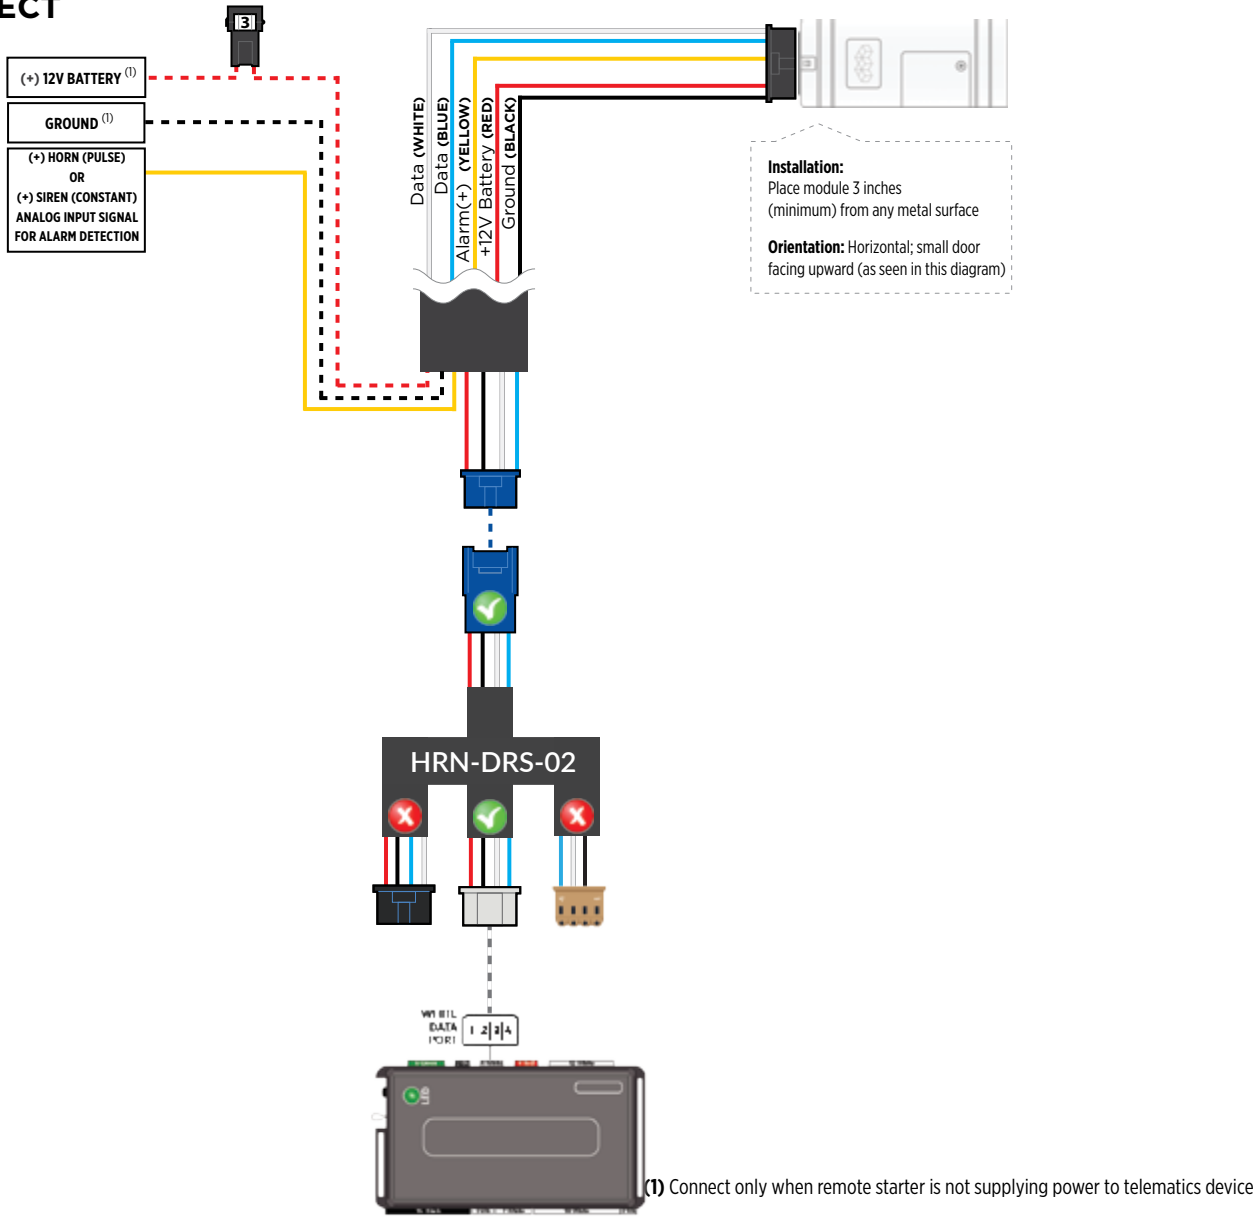 ECT
3
(+) 12V BATTERY (1)
GROUND (1)
(+) HORN (PULSE)
OR
(+) SIREN (CONSTANT)
ANALOG INPUT SIGNAL
FOR ALARM DETECTION
Data (WHITE)
Data (BLUE)
Alarm(+) (YELLOW)
+12V Battery (RED)
Ground (BLACK)
Installation:
Place module 3 inches
(minimum) from any metal surface
Orientation: Horizontal; small door
facing upward (as seen in this diagram)
HRN-DRS-02
WHITE
DATA
PORT
1 2 3 4
LED
(1) Connect only when remote starter is not supplying power to telematics device